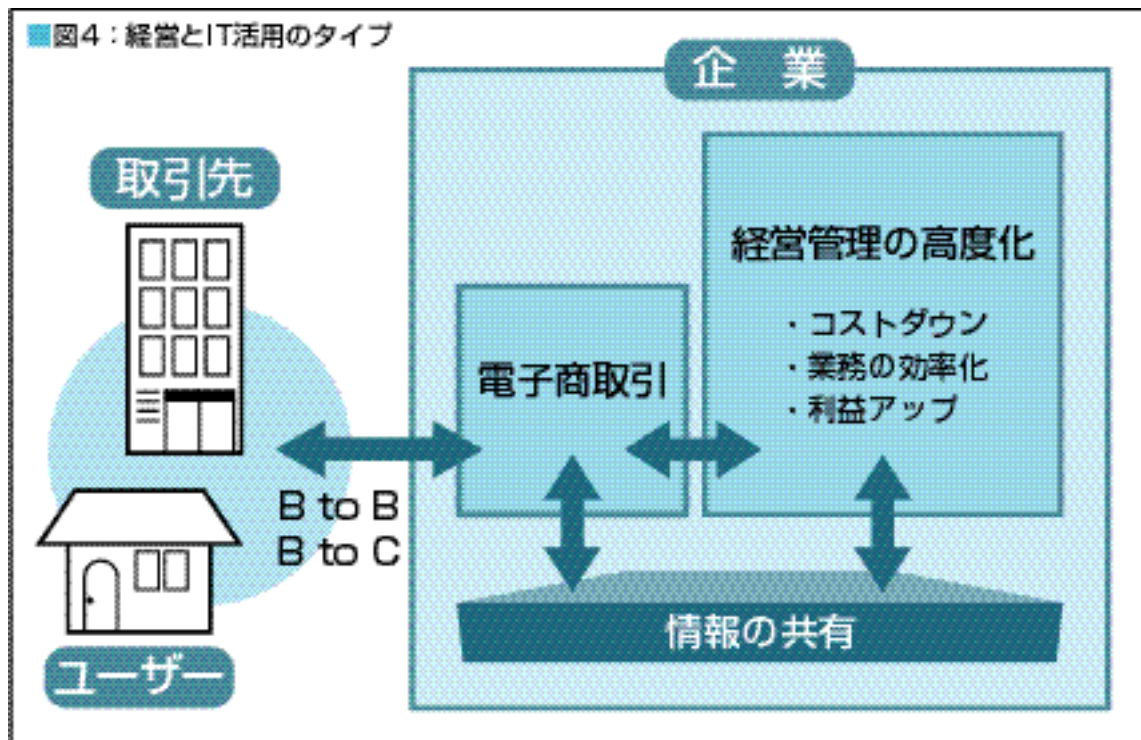 ■図4：経営とIT活用のタイプ
企 業
取引先
経営管理の高度化
・コストダウン
・業務の効率化
・利益アップ
電子商取引
B to B
B to C
情報の共有
ユーザー